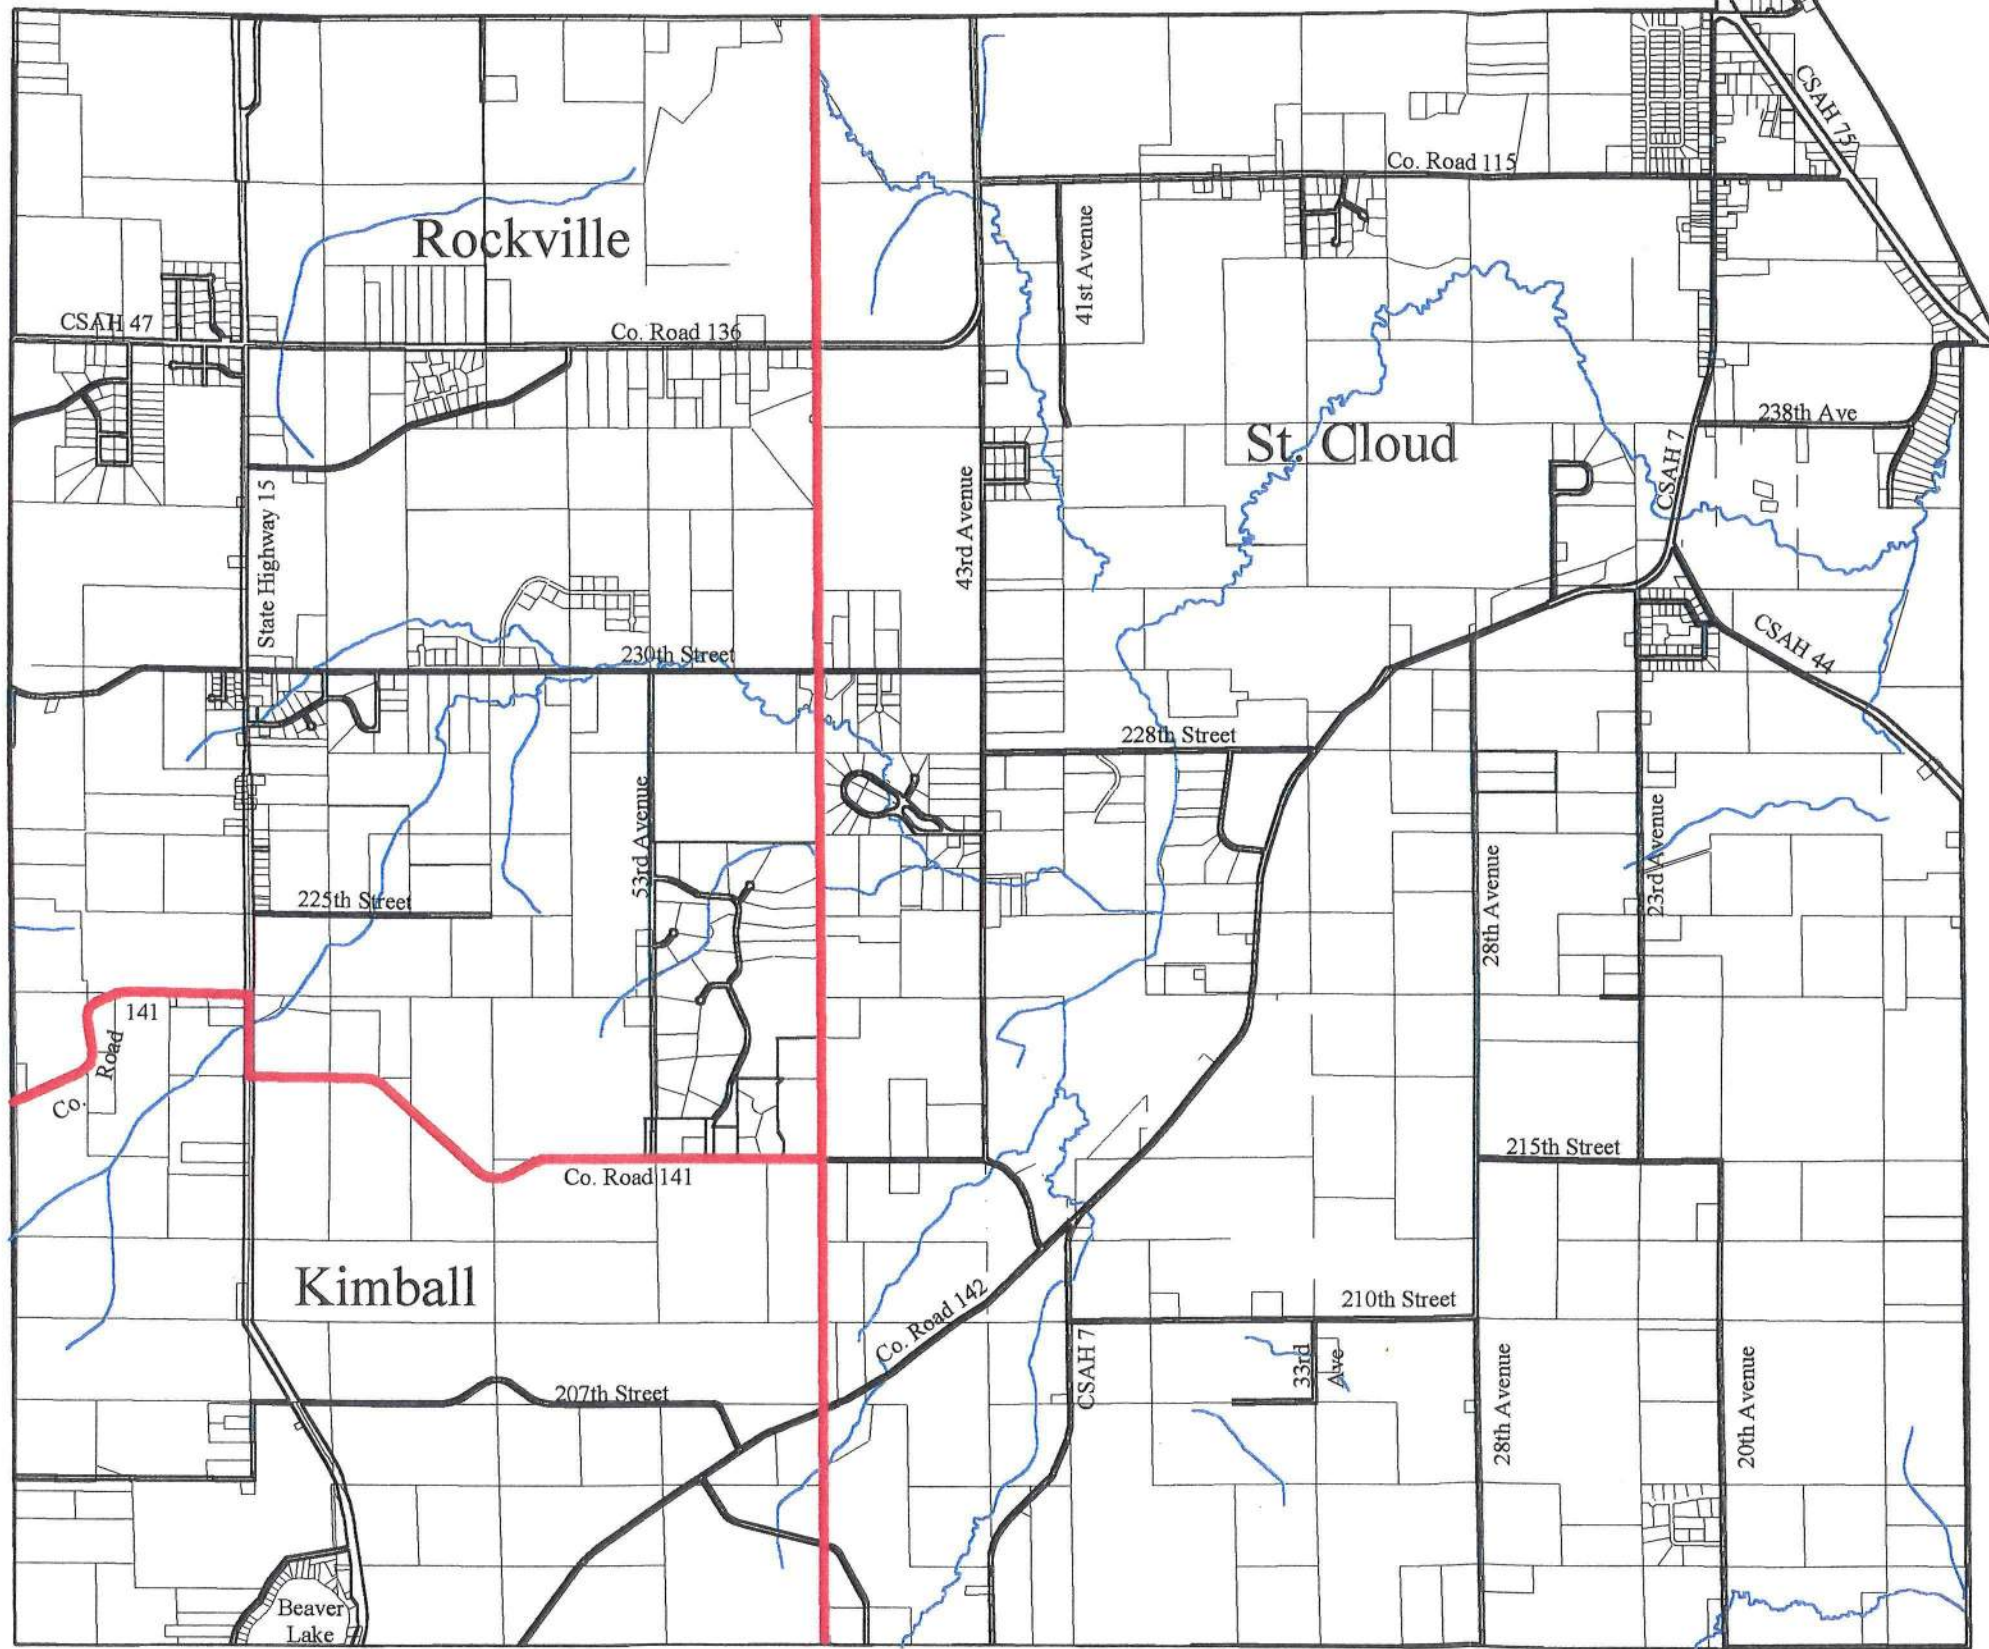 CSAH 75
Co. Road 115
Rockville
41st Avenue
CSAH 47
Co. Road 136
238th Ave
St. Cloud
CSAH 7
State Highway 15
43rd Avenue
230th Street
CSAH 44
228th Street
53rd Avenue
28th Avenue
23rd Avenue
225th Street
141
Road
Co.
215th Street
Co. Road 141
Kimball
Co. Road 142
210th Street
CSAH 7
33rd
Ave
28th Avenue
20th Avenue
207th Street
Beaver
Lake